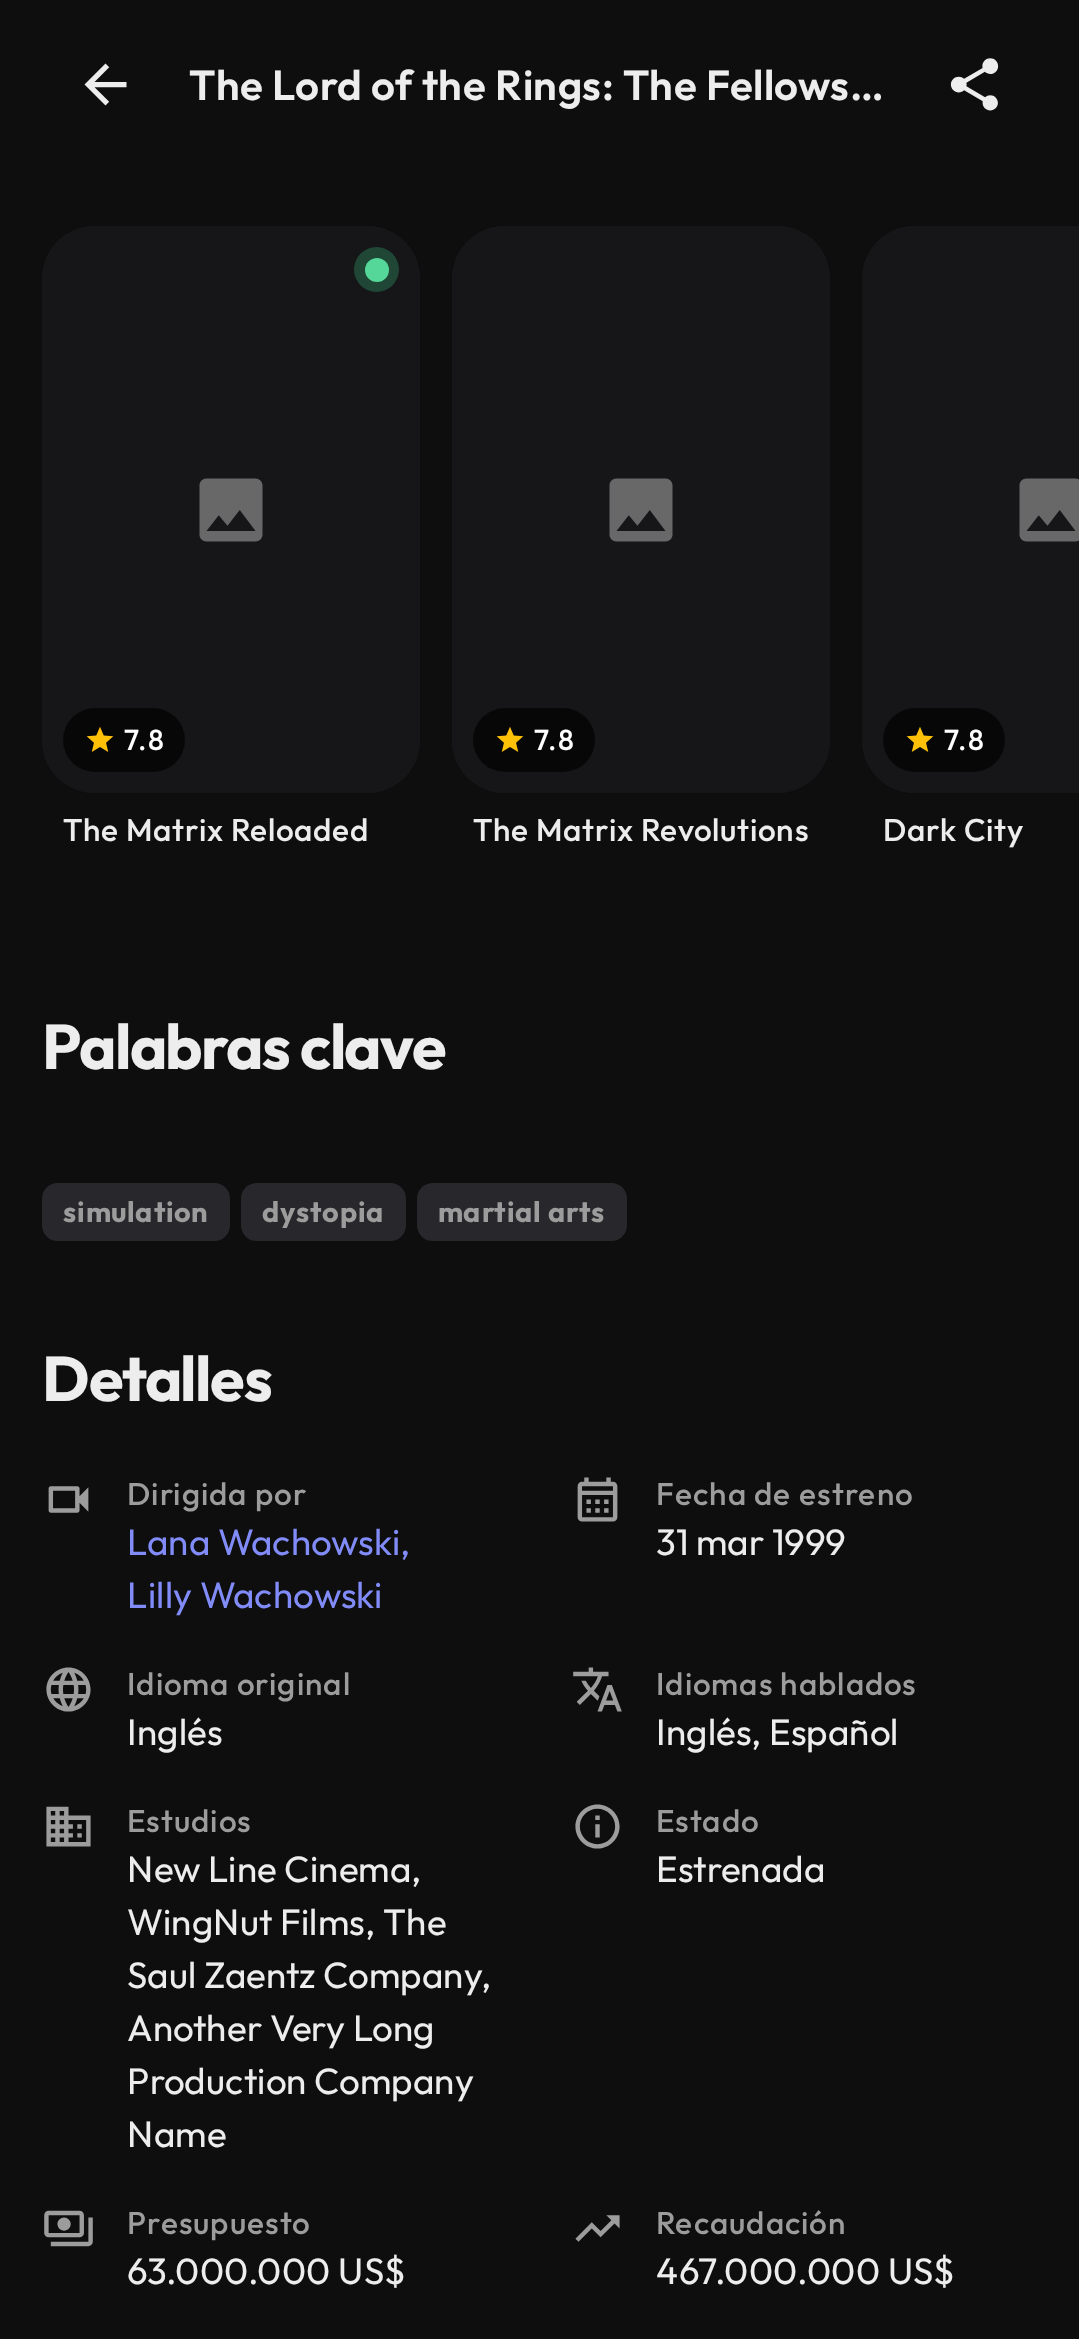 The Lord of the Rings: The Fellows...
7.8
7.8
7.8
The Matrix Reloaded
The Matrix Revolutions
Dark City
Palabras clave
simulation
dystopia
martial arts
Detalles
Dirigida por
Lana Wachowski,
Lilly Wachowski
Fecha de estreno
31 mar 1999
Idioma original
Inglés
Idiomas hablados
Inglés, Español
Estudios
New Line Cinema,
WingNut Films, The
Saul Zaentz Company,
Another Very Long
Production Company
Name
Estado
Estrenada
Presupuesto
63.000.000 US$
Recaudación
467.000.000 US$